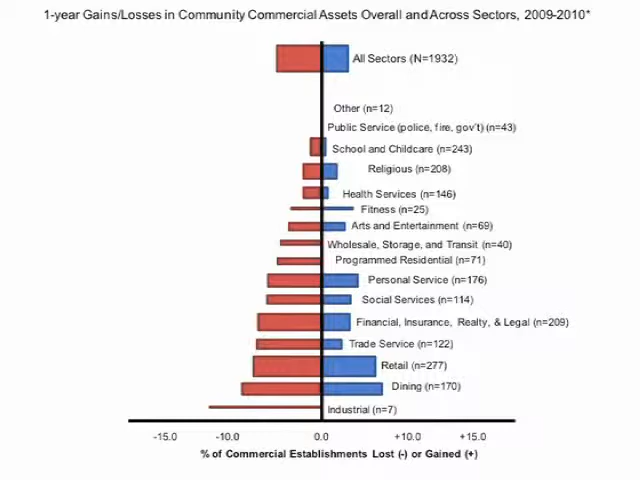 1-year Gains/Losses in Community Commercial Assets Overall and Across Sectors, 2009-2010*
All Sectors (N=1932)
Other (n=12)
Public Service (police, fire, gov't) (n=43)
School and Childcare (n=243)
Religious (n=208)
Health Services (n=146)
Fitness (n=25)
Arts and Entertainment (n=69)
Wholesale, Storage, and Transit (n=40)
Programmed Residential (n=71)
Personal Service (n=176)
Social Services (n=114)
Financial, Insurance, Realty, & Legal (n=209)
Trade Service (n=122)
Retail (n=277)
Dining (n=170)
Industrial (n=7)
-15.0 -10.0 0.0 +10.0 +15.0
% of Commercial Establishments Lost (-) or Gained (+)